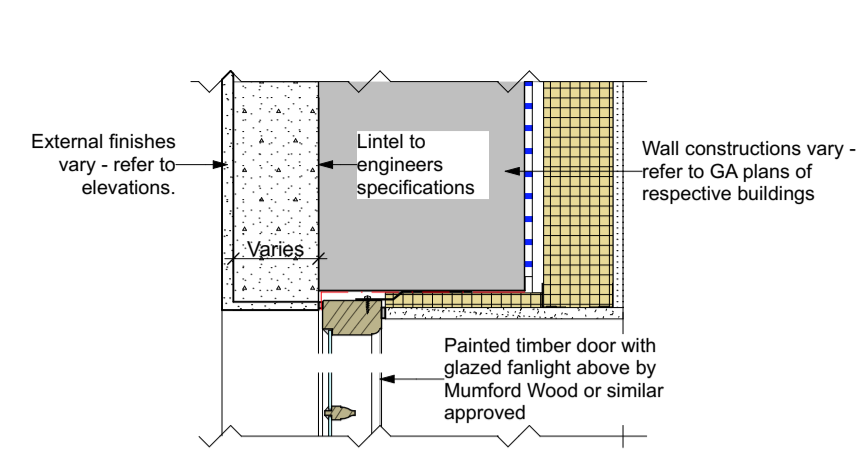 External finishes
vary - refer to
elevations.
Lintel to
engineers
specifications
Wall constructions vary -
refer to GA plans of
respective buildings
Varies
Painted timber door with
glazed fanlight above by
Mumford Wood or similar
approved